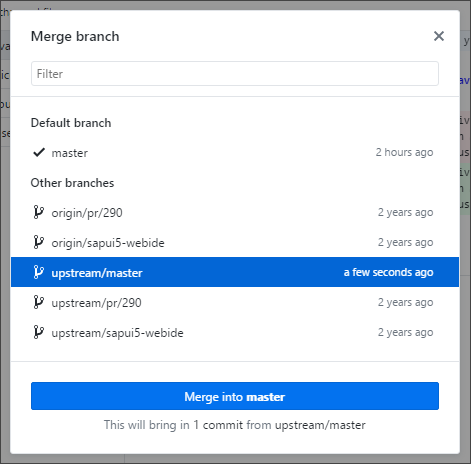 Merge branch
Filter
Default branch
master 2 hours ago
Other branches
origin/pr/290 2 years ago
origin/sapui5-webide 2 years ago
upstream/master a few seconds ago
upstream/pr/290 2 years ago
upstream/sapui5-webide 2 years ago
Merge into master
This will bring in 1 commit from upstream/master